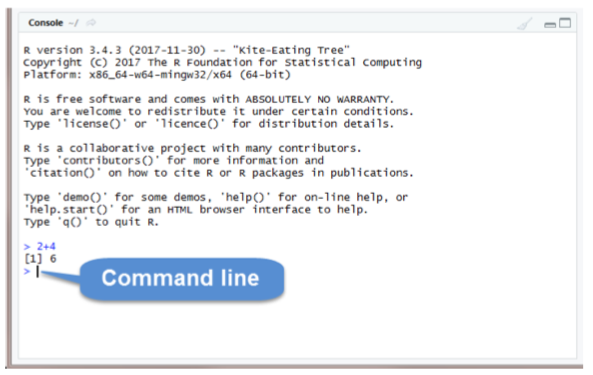 Console ~/
R version 3.4.3 (2017-11-30) -- "Kite-Eating Tree"
Copyright (C) 2017 The R Foundation for Statistical Computing
Platform: x86_64-w64-mingw32/x64 (64-bit)
R is free software and comes with ABSOLUTELY NO WARRANTY.
You are welcome to redistribute it under certain conditions.
Type 'license()' or 'licence()' for distribution details.
R is a collaborative project with many contributors.
Type 'contributors()' for more information and
'citation()' on how to cite R or R packages in publications.
Type 'demo()' for some demos, 'help()' for on-line help, or
'help.start()' for an HTML browser interface to help.
Type 'q()' to quit R.
> 2+4
[1] 6
>
Command line